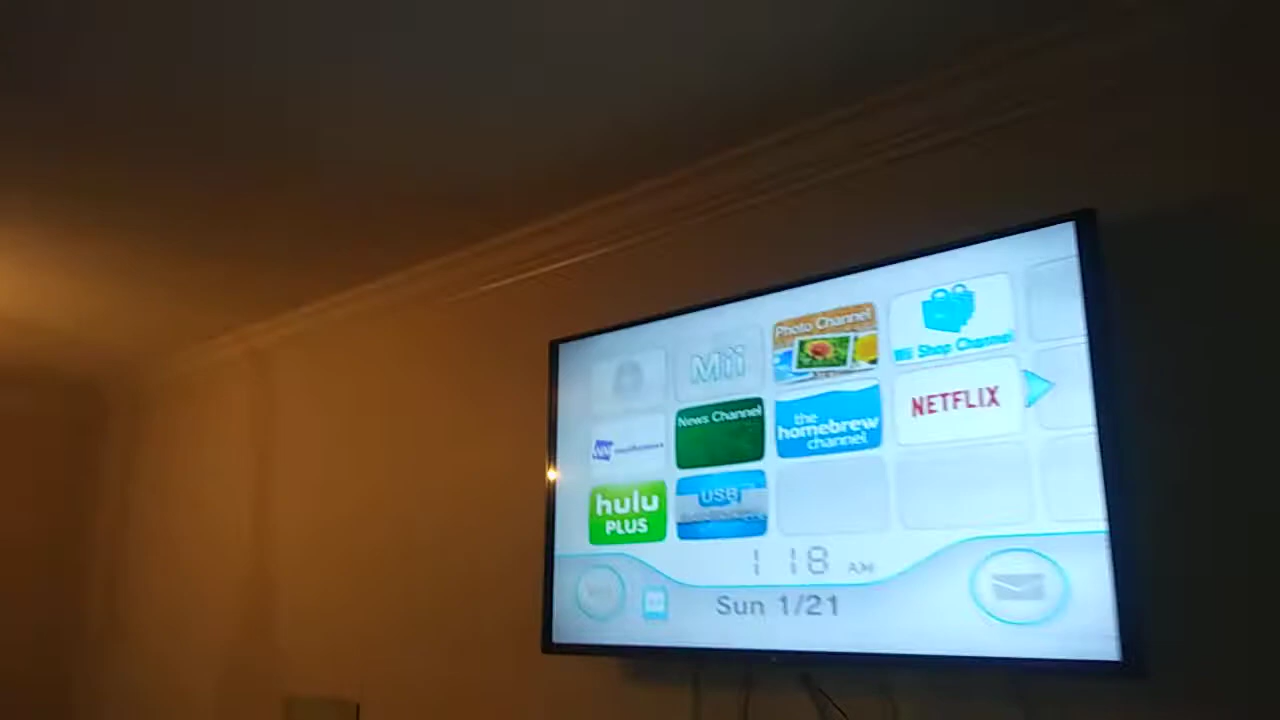 Mii
Photo Channel
Wii Shop Channel
News Channel
the
homebrew
channel
NETFLIX
hulu
PLUS
USB
1 18 AM
Sun 1/21